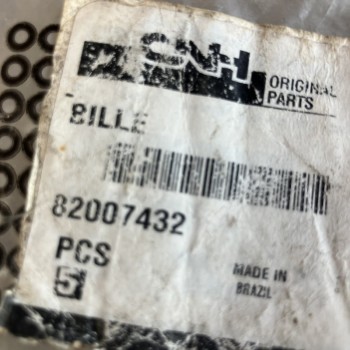 CNH
ORIGINAL
PARTS
BILLE
82007432
PCS
5
MADE IN
BRAZIL